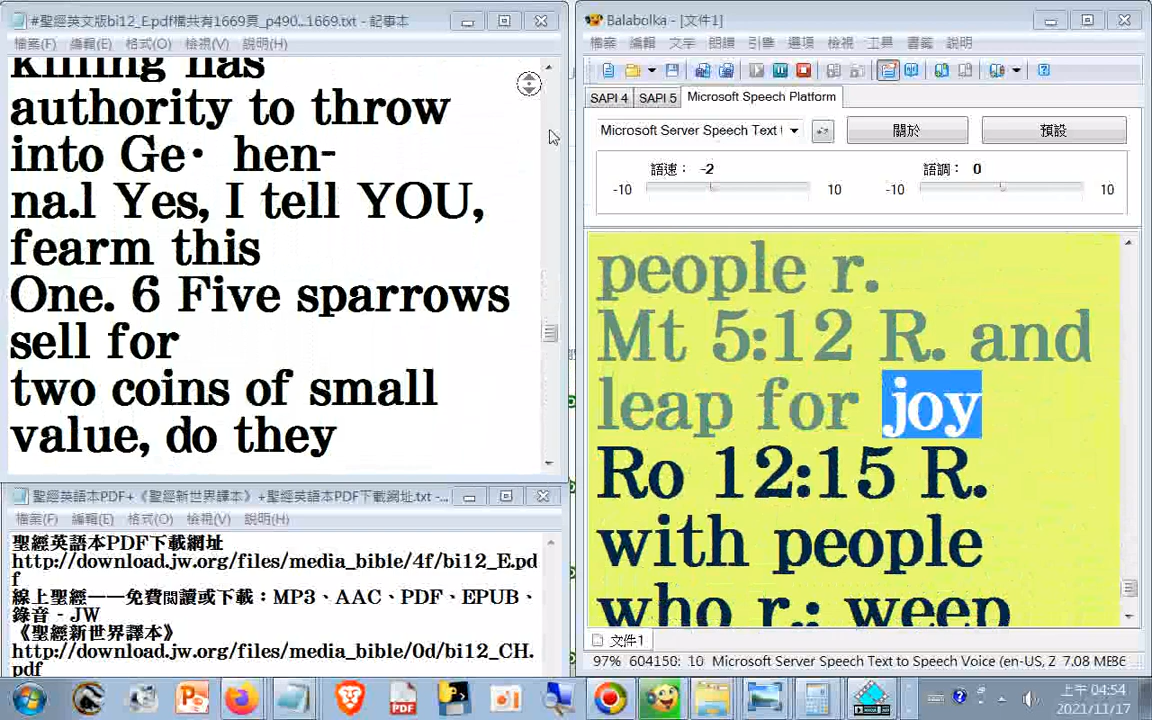 #聖經英文版bi12_E.pdf檔共有1669頁_p490...1669.txt - 記事本
檔案(F) 編輯(E) 格式(O) 檢視(V) 說明(H)
killing has
authority to throw
into Ge· hen-
na.l Yes, I tell YOU,
fearm this
One. 6 Five sparrows
sell for
two coins of small
value, do they
聖經英語本PDF+《聖經新世界譯本》+聖經英語本PDF下載網址.txt - ...
檔案(F) 編輯(E) 格式(O) 檢視(V) 說明(H)
聖經英語本PDF下載網址
http://download.jw.org/files/media_bible/4f/bi12_E.pd
f
線上聖經——免費閱讀或下載：MP3、AAC、PDF、EPUB、
錄音 - JW
《聖經新世界譯本》
http://download.jw.org/files/media_bible/0d/bi12_CH.
pdf
Balabolka - [文件1]
檔案 編輯 文字 朗讀 引擎 選項 檢視 工具 書籤 說明
SAPI 4 SAPI 5 Microsoft Speech Platform
Microsoft Server Speech Text 關於 預設
語速： -2 語調： 0
-10 10 -10 10
people r.
Mt 5:12 R. and
leap for joy
Ro 12:15 R.
with people
who r.; weep
文件1
97% 604150: 10 Microsoft Server Speech Text to Speech Voice (en-US, Z 7.08 MB
PDF
上午 04:54
2021/11/17